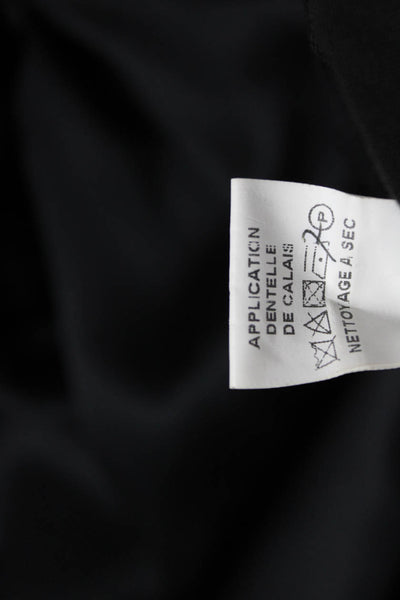 APPLICATION
DENTELLE
DE CALAIS
P
NETTOYAGE A SEC